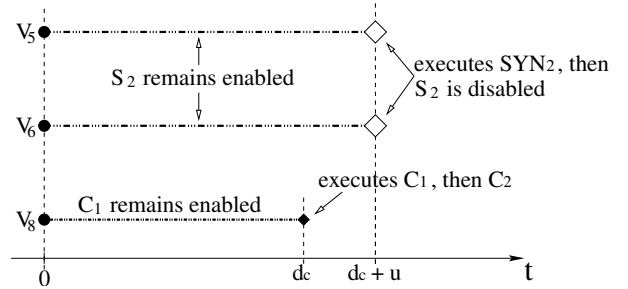 V5
executes SYN2, then
S2 is disabled
S2 remains enabled
V6
executes C1, then C2
C1 remains enabled
V8
0
dc
dc + u
t